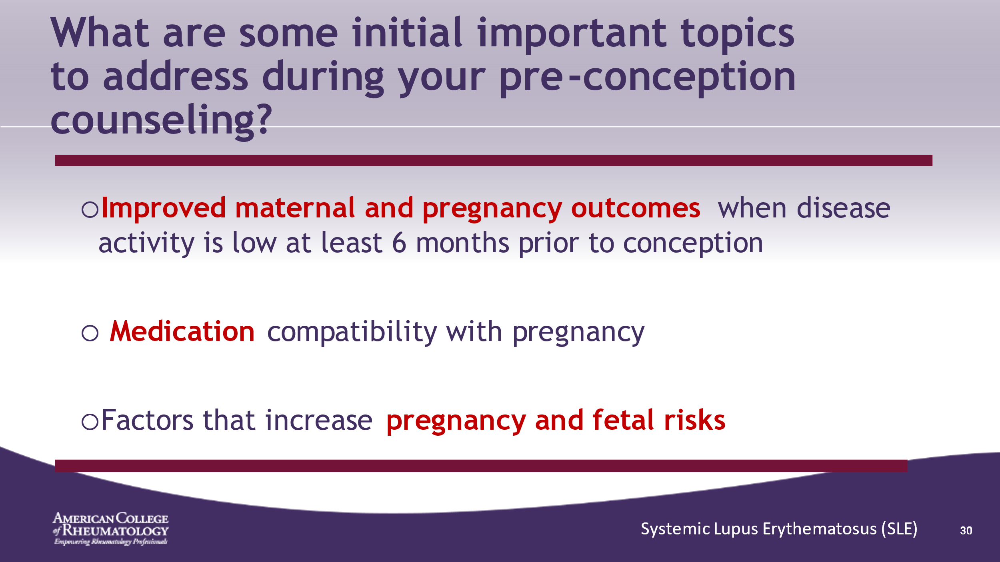 What are some initial important topics
to address during your pre-conception
counseling?
○Improved maternal and pregnancy outcomes when disease
activity is low at least 6 months prior to conception
○ Medication compatibility with pregnancy
○Factors that increase pregnancy and fetal risks
AMERICAN COLLEGE
of RHEUMATOLOGY
Empowering Rheumatology Professionals
Systemic Lupus Erythematosus (SLE) 30